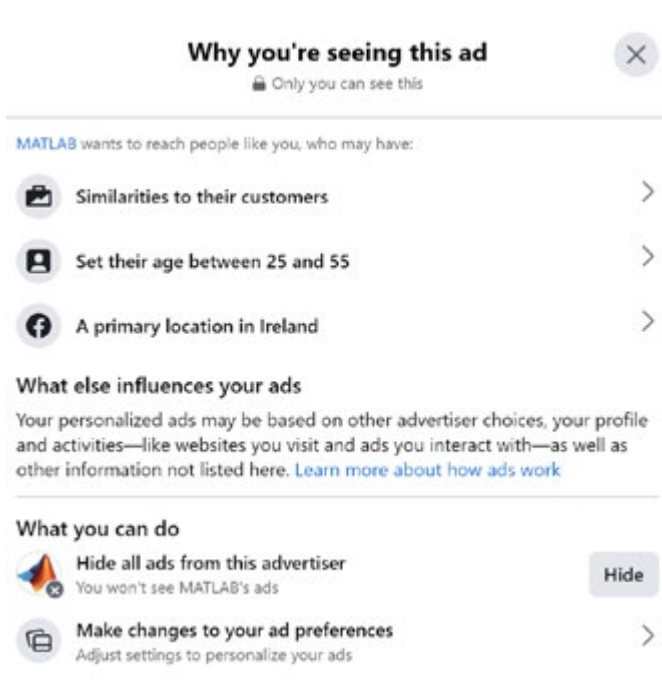 Why you're seeing this ad
Only you can see this
MATLAB wants to reach people like you, who may have:
Similarities to their customers
Set their age between 25 and 55
A primary location in Ireland
What else influences your ads
Your personalized ads may be based on other advertiser choices, your profile
and activities—like websites you visit and ads you interact with—as well as
other information not listed here. Learn more about how ads work
What you can do
Hide all ads from this advertiser
You won't see MATLAB's ads
Hide
Make changes to your ad preferences
Adjust settings to personalize your ads